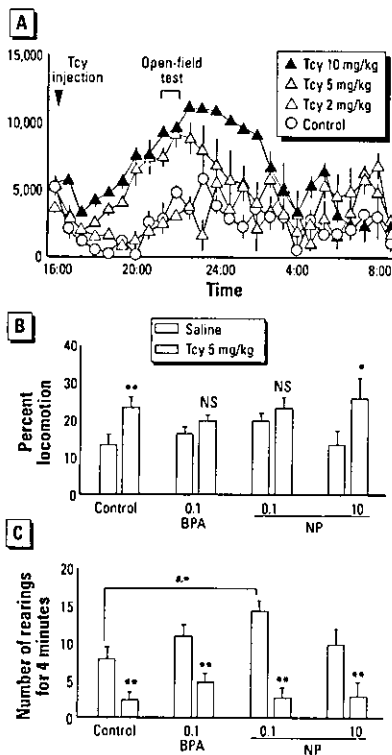 A
Tcy
injection
Open-field
test
Tcy 10 mg/kg
Tcy 5 mg/kg
Tcy 2 mg/kg
Control
15,000
10,000
5,000
0
16:00 20:00 24:00 4:00 8:00
Time
B
Saline
Tcy 5 mg/kg
Percent
locomotion
40
30
20
10
0
** NS NS *
Control 0.1 0.1 10
BPA NP
C
Number of rearings
for 4 minutes
20
15
10
5
0
** ** ** **
Control 0.1 0.1 10
BPA NP